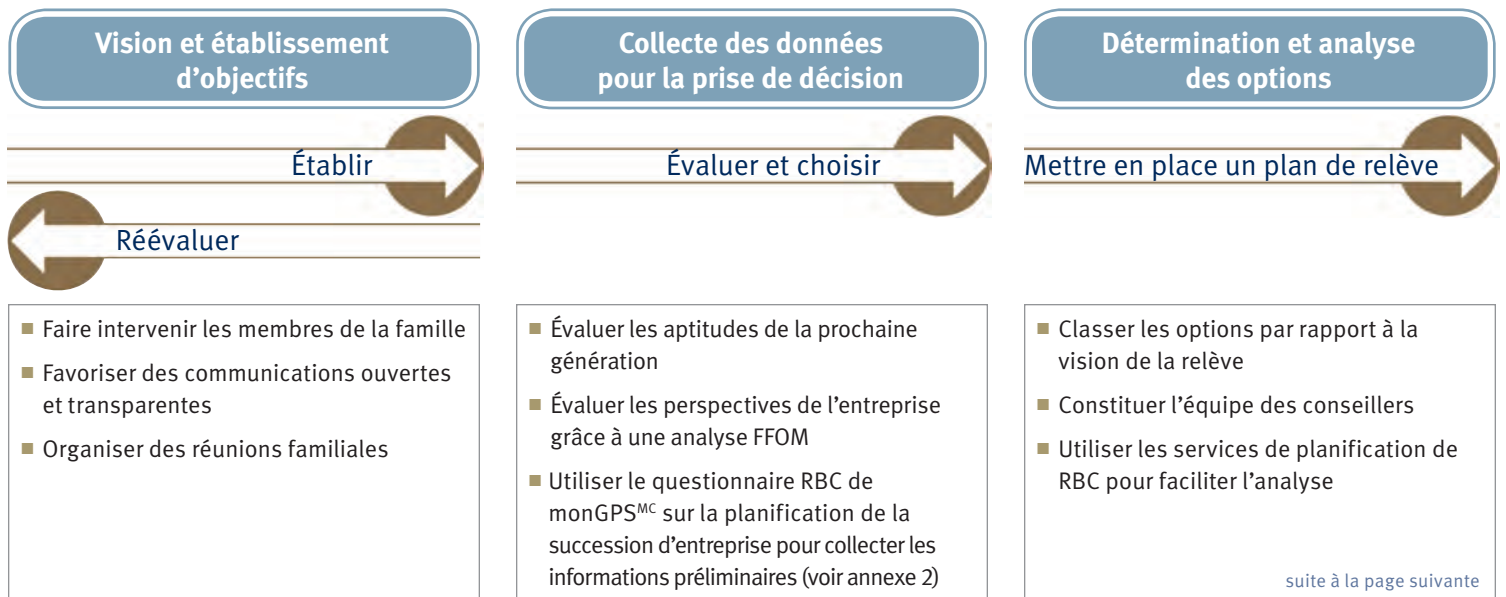 Vision et établissement
d’objectifs
Établir
Réévaluer
■ Faire intervenir les membres de la famille
■ Favoriser des communications ouvertes
et transparentes
■ Organiser des réunions familiales
Collecte des données
pour la prise de décision
Évaluer et choisir
■ Évaluer les aptitudes de la prochaine
génération
■ Évaluer les perspectives de l’entreprise
grâce à une analyse FFOM
■ Utiliser le questionnaire RBC de
monGPSMC sur la planification de la
succession d’entreprise pour collecter les
informations préliminaires (voir annexe 2)
Détermination et analyse
des options
Mettre en place un plan de relève
■ Classer les options par rapport à la
vision de la relève
■ Constituer l’équipe des conseillers
■ Utiliser les services de planification de
RBC pour faciliter l’analyse
suite à la page suivante